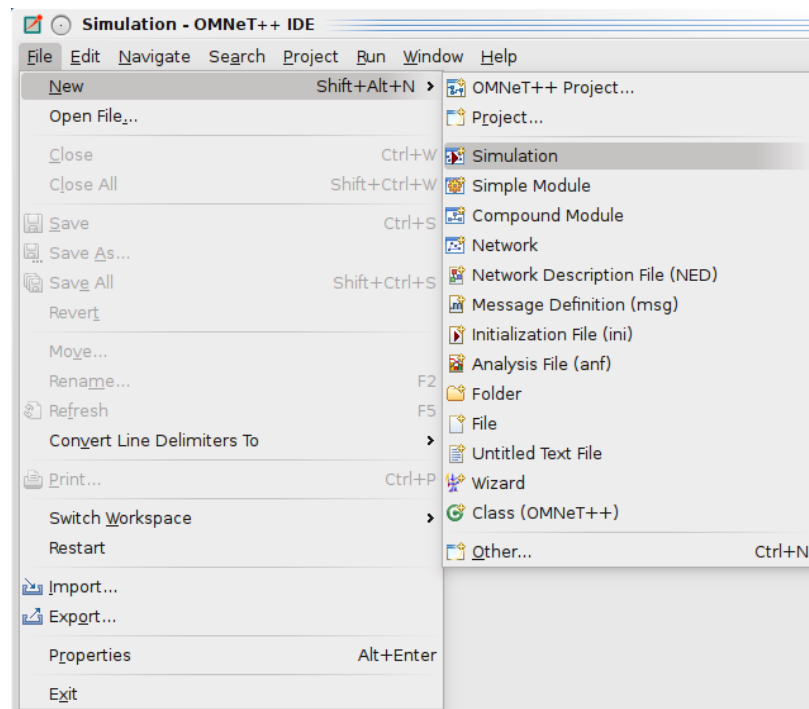 Simulation - OMNeT++ IDE
File Edit Navigate Search Project Run Window Help
New Shift+Alt+N
Open File...
Close Ctrl+W
Close All Shift+Ctrl+W
Save Ctrl+S
Save As...
Save All Shift+Ctrl+S
Revert
Move...
Rename... F2
Refresh F5
Convert Line Delimiters To
Print... Ctrl+P
Switch Workspace
Restart
Import...
Export...
Properties Alt+Enter
Exit
OMNeT++ Project...
Project...
Simulation
Simple Module
Compound Module
Network
Network Description File (NED)
Message Definition (msg)
Initialization File (ini)
Analysis File (anf)
Folder
File
Untitled Text File
Wizard
Class (OMNeT++)
Other... Ctrl+N